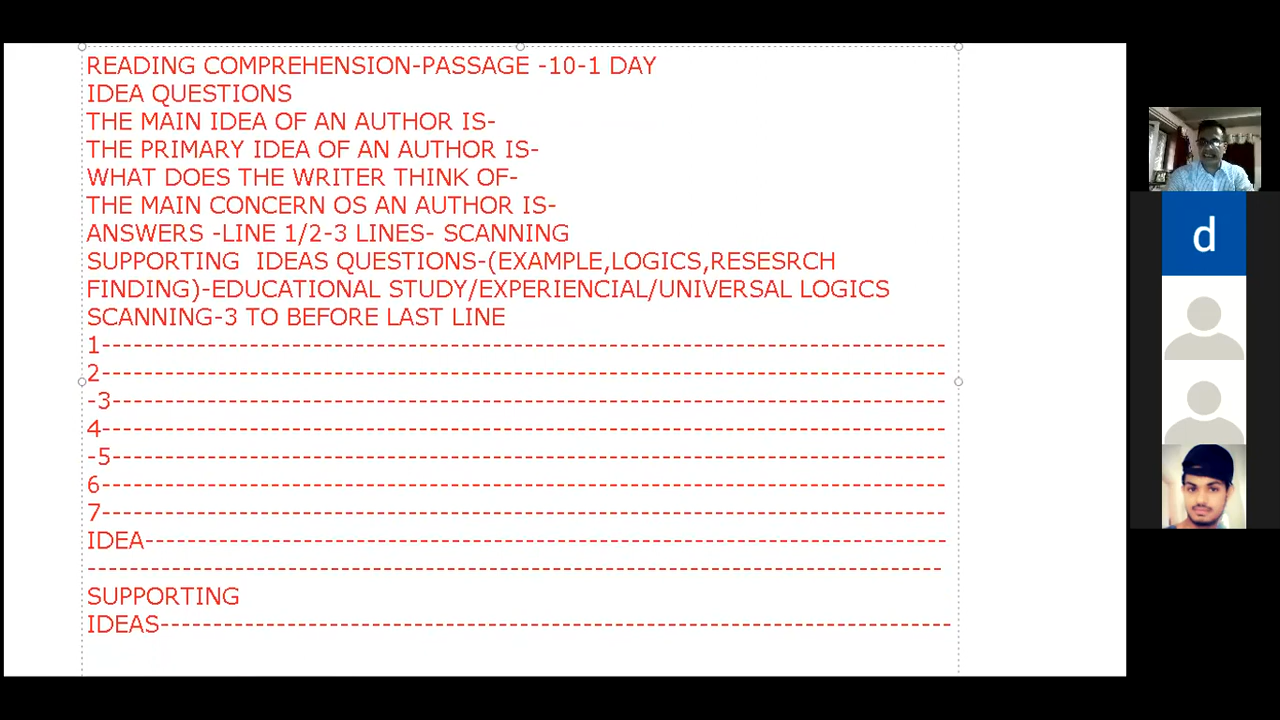 READING COMPREHENSION-PASSAGE -10-1 DAY
IDEA QUESTIONS
THE MAIN IDEA OF AN AUTHOR IS-
THE PRIMARY IDEA OF AN AUTHOR IS-
WHAT DOES THE WRITER THINK OF-
THE MAIN CONCERN OS AN AUTHOR IS-
ANSWERS -LINE 1/2-3 LINES- SCANNING
SUPPORTING  IDEAS QUESTIONS-(EXAMPLE,LOGICS,RESESRCH
FINDING)-EDUCATIONAL STUDY/EXPERIENCIAL/UNIVERSAL LOGICS
SCANNING-3 TO BEFORE LAST LINE
1-----------------------------------------------------------------
2-----------------------------------------------------------------
-3----------------------------------------------------------------
4-----------------------------------------------------------------
-5----------------------------------------------------------------
6-----------------------------------------------------------------
7-----------------------------------------------------------------
IDEA--------------------------------------------------------------
------------------------------------------------------------------
SUPPORTING
IDEAS-------------------------------------------------------------
d